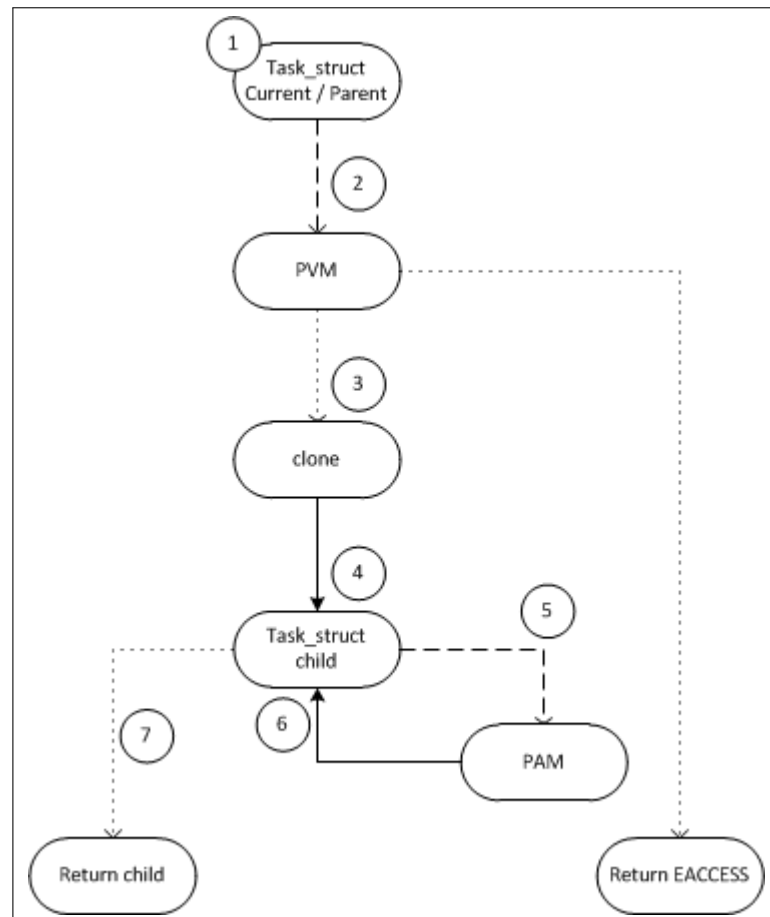 1
Task_struct
Current / Parent
2
PVM
3
clone
4
5
Task_struct
child
6
7
PAM
Return child
Return EACCESS